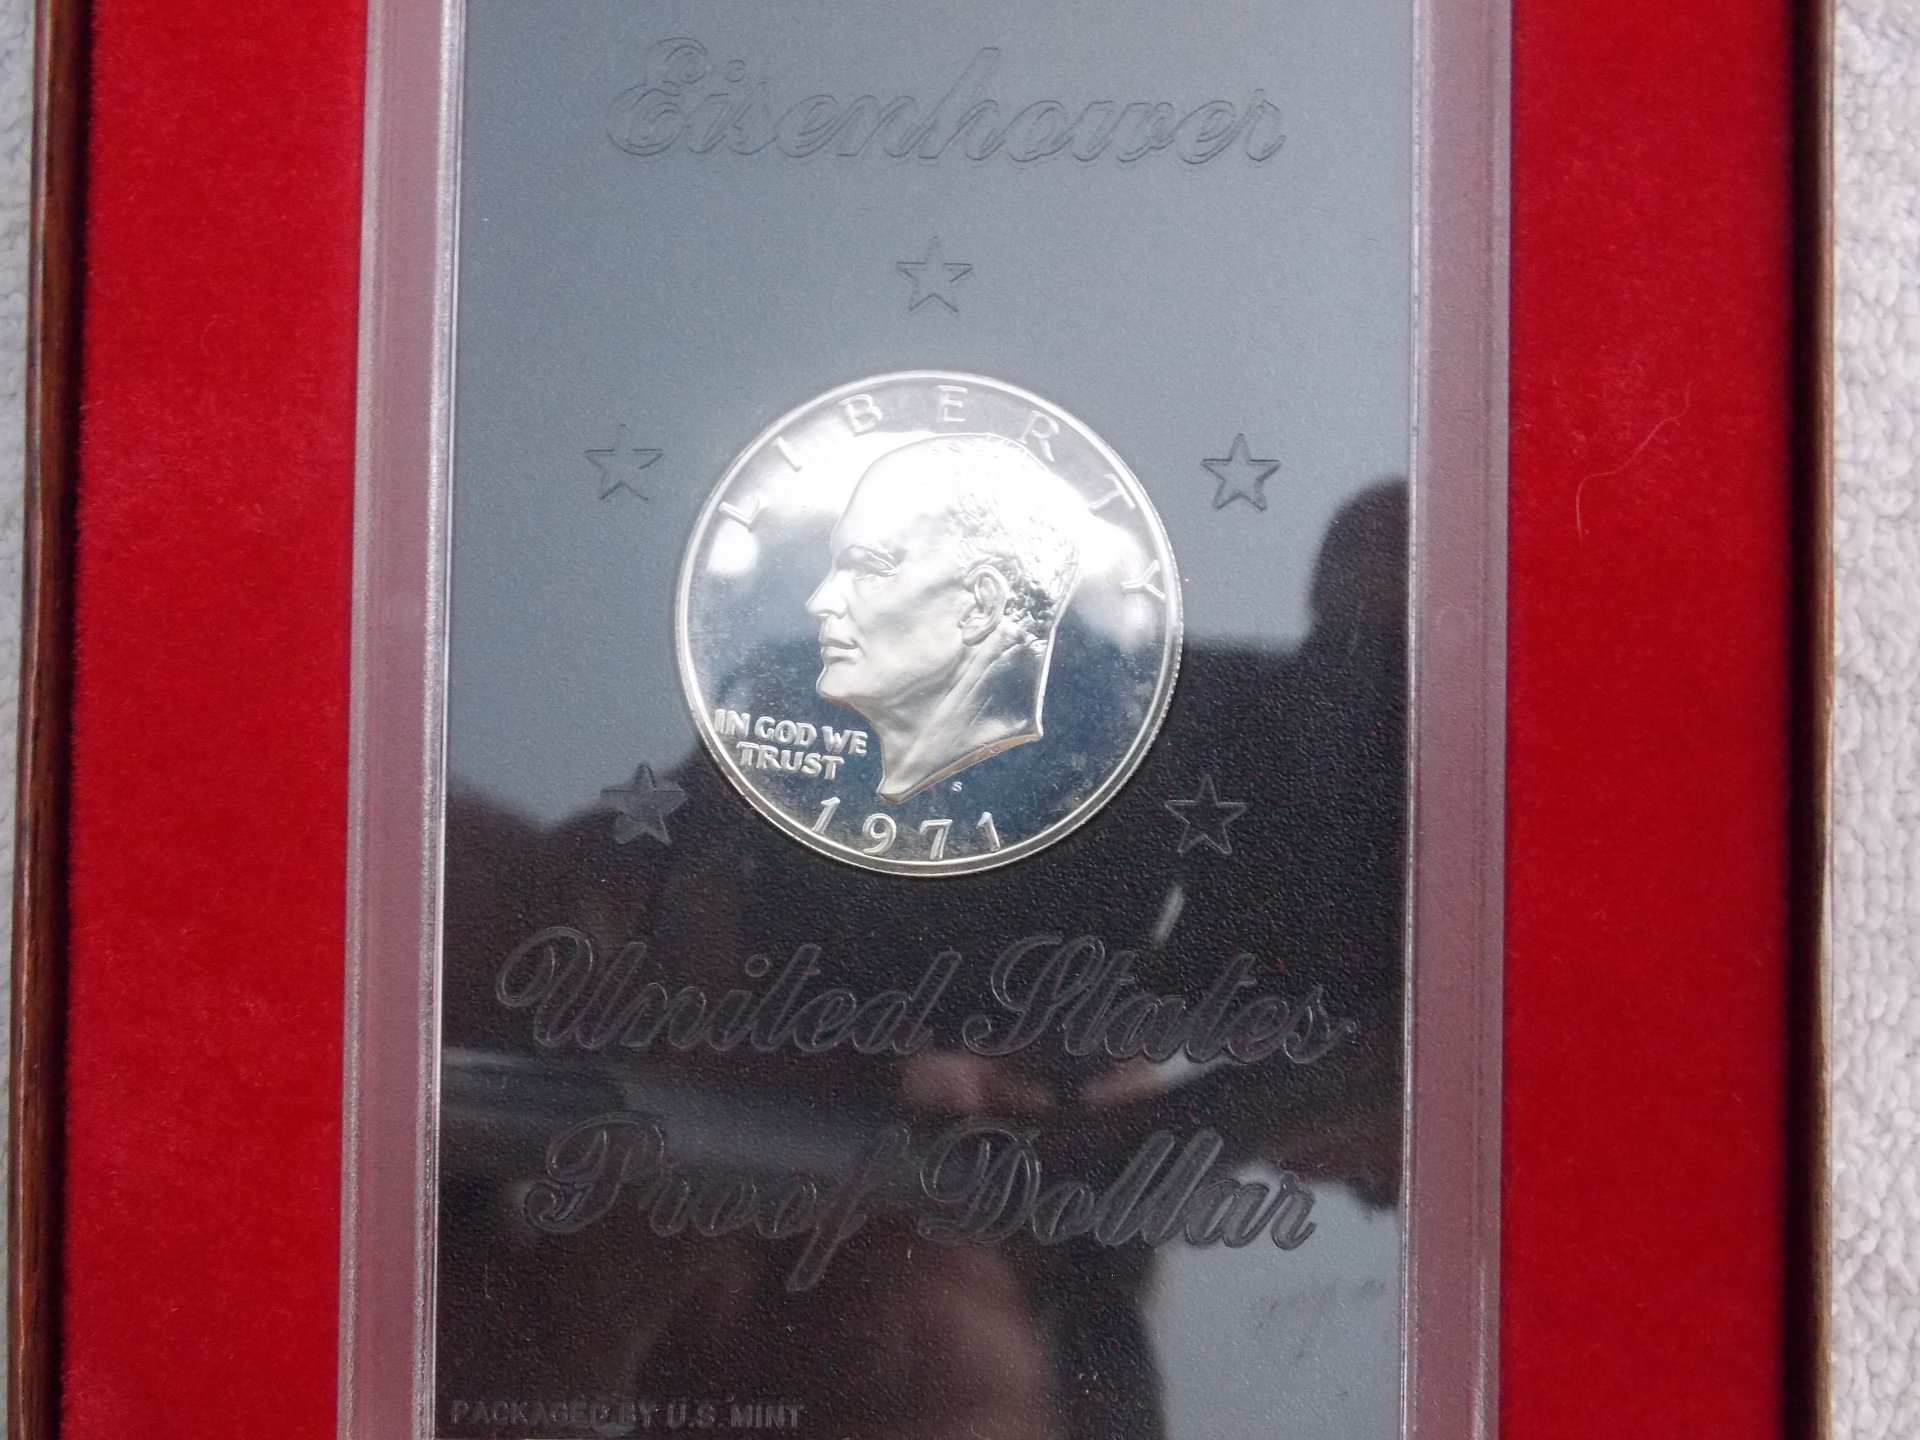 Eisenhower
LIBERTY
IN GOD WE
TRUST
S
1971
United States
Proof Dollar
PACKAGED BY U.S. MINT